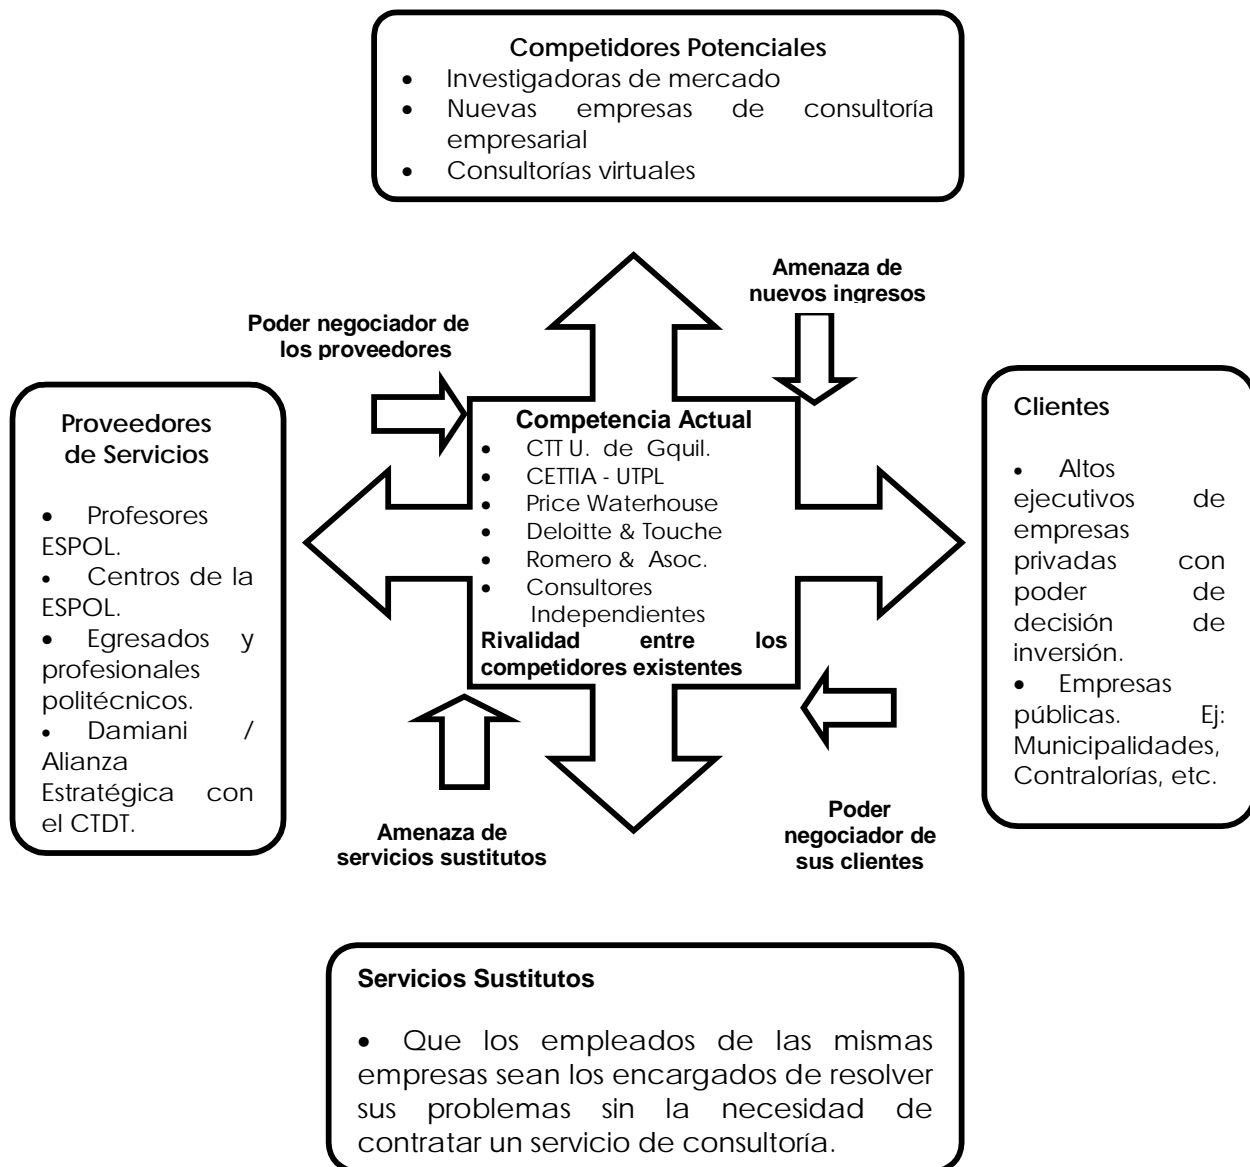 Competidores Potenciales
• Investigadoras de mercado
• Nuevas empresas de consultoría
empresarial
• Consultorías virtuales
Amenaza de
nuevos ingresos
Poder negociador de
los proveedores
Proveedores
de Servicios
• Profesores
ESPOL.
• Centros de la
ESPOL.
• Egresados y
profesionales
politécnicos.
• Damiani /
Alianza
Estratégica con
el CTDT.
Competencia Actual
• CTT U. de Gquil.
• CETTIA - UTPL
• Price Waterhouse
• Deloitte & Touche
• Romero & Asoc.
• Consultores
Independientes
Rivalidad entre los
competidores existentes
Clientes
• Altos
ejecutivos de
empresas
privadas con
poder de
decisión de
inversión.
• Empresas
públicas. Ej:
Municipalidades,
Contralorías, etc.
Amenaza de
servicios sustitutos
Poder
negociador de
sus clientes
Servicios Sustitutos
• Que los empleados de las mismas
empresas sean los encargados de resolver
sus problemas sin la necesidad de
contratar un servicio de consultoría.